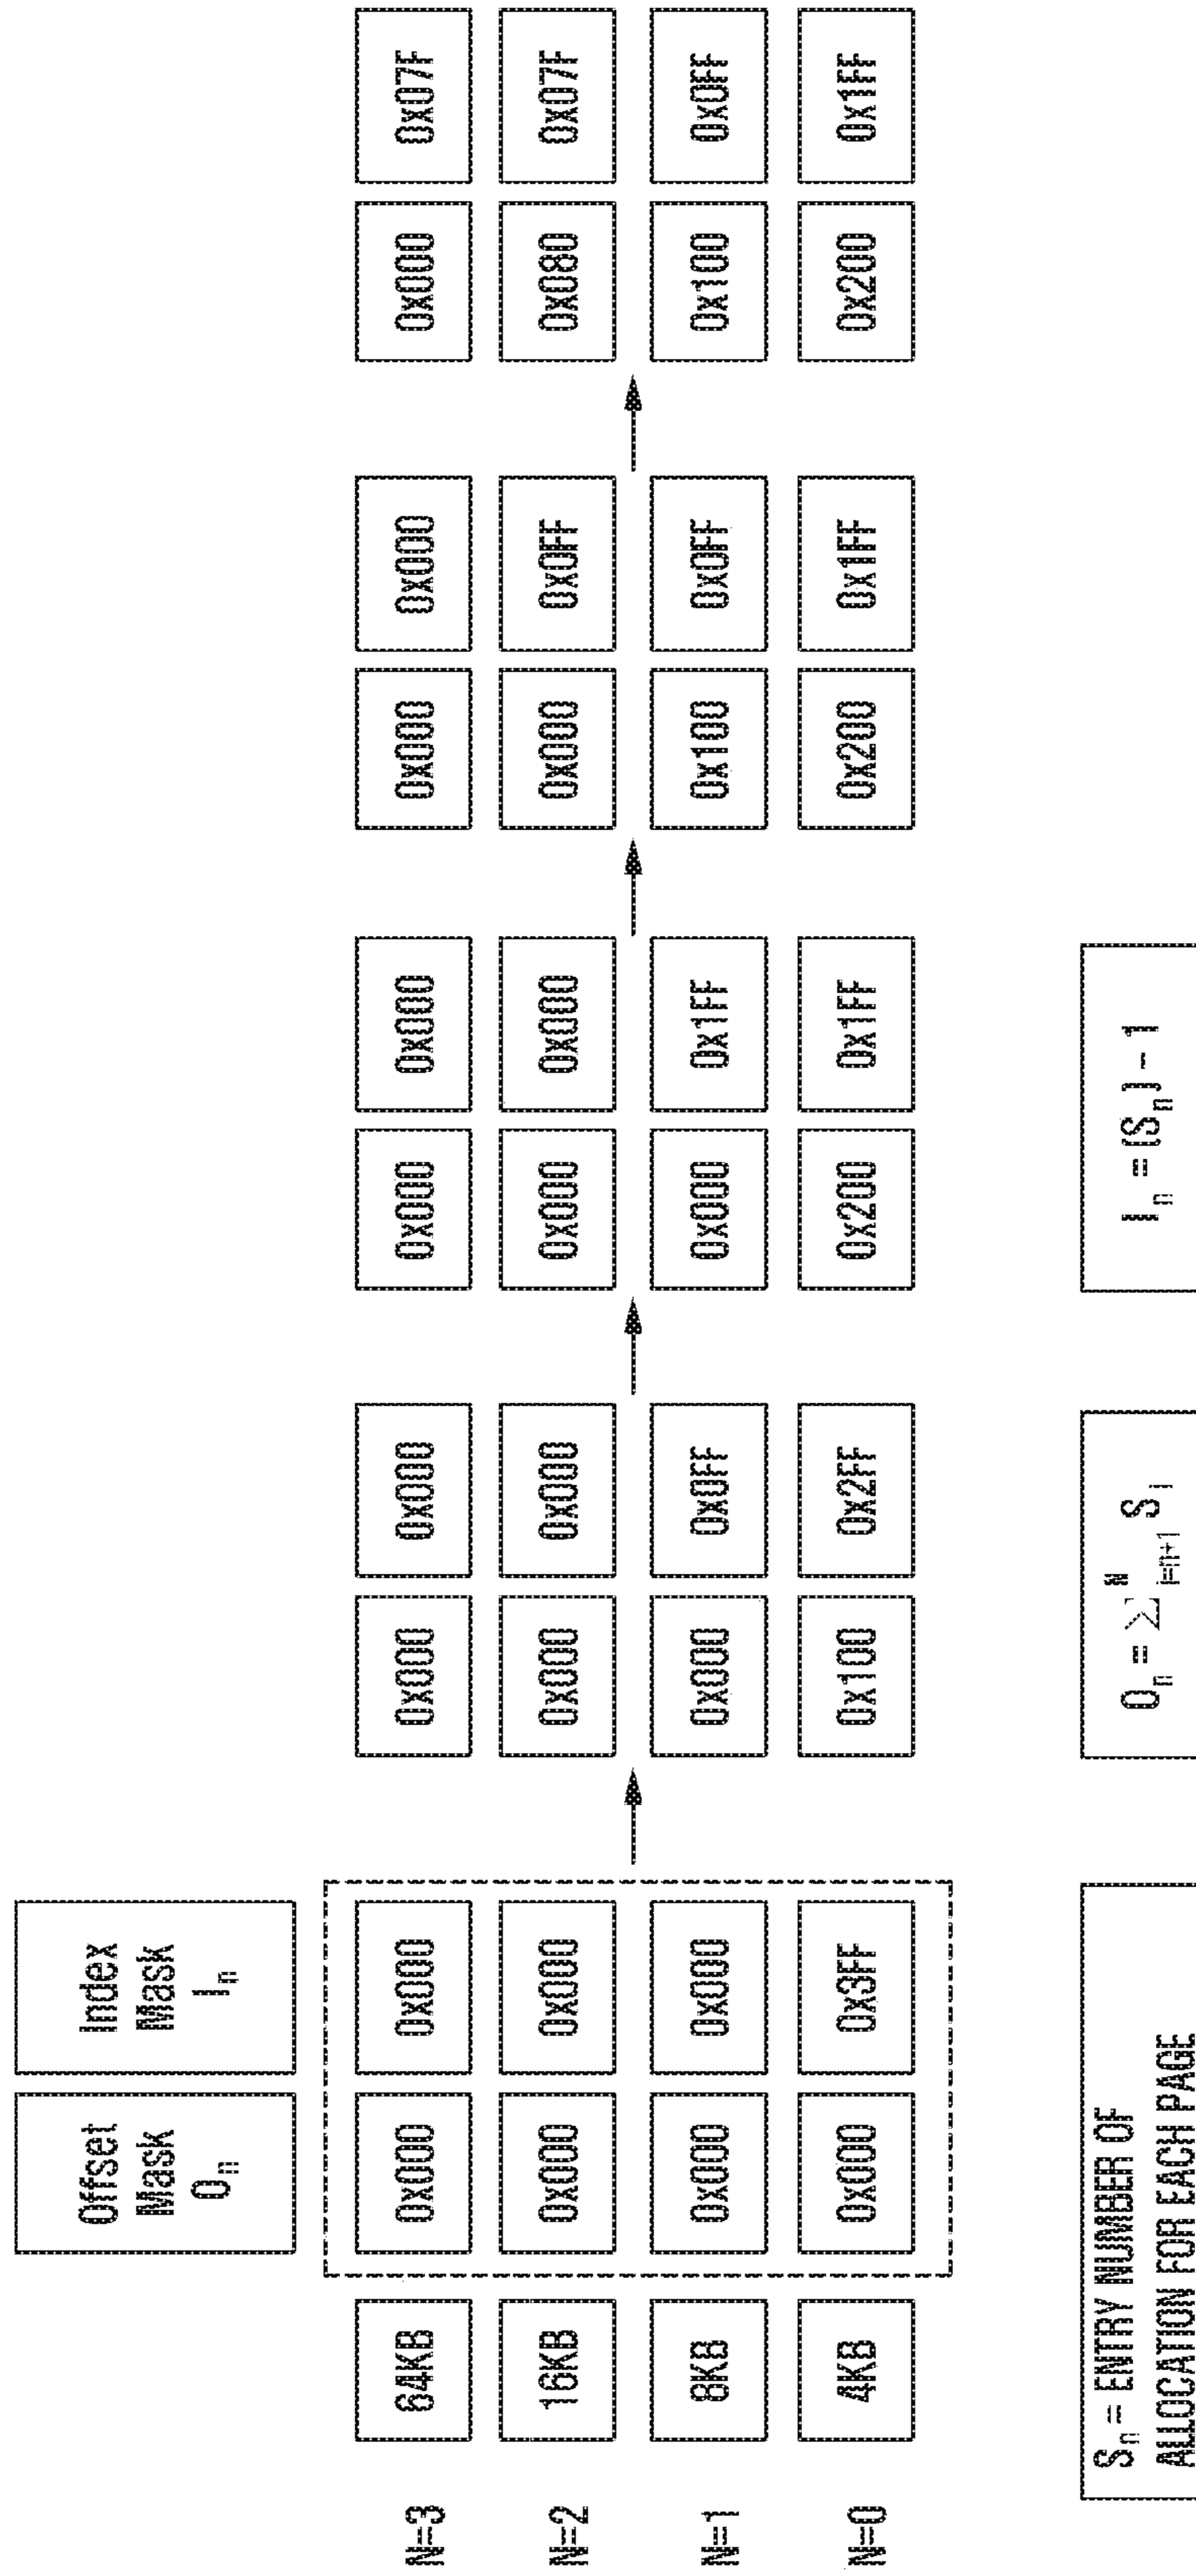 Offset
Mask
Oₙ
Index
Mask
Iₙ
N=3 64KB 0x000 0x000 0x000 0x000 0x000 0x000 0x000 0x000 0x000 0x07F
N=2 16KB 0x000 0x000 0x000 0x000 0x000 0x000 0x000 0x0FF 0x080 0x07F
N=1 8KB 0x000 0x000 0x000 0x0FF 0x000 0x1FF 0x100 0x0FF 0x100 0x0FF
N=0 4KB 0x000 0x3FF 0x100 0x2FF 0x200 0x1FF 0x200 0x1FF 0x200 0x1FF
Sₙ = ENTRY NUMBER OF
ALLOCATION FOR EACH PAGE
Oₙ = ∑ᴺᵢ₌ₙ₊₁ Sᵢ
Iₙ = (Sₙ) - 1